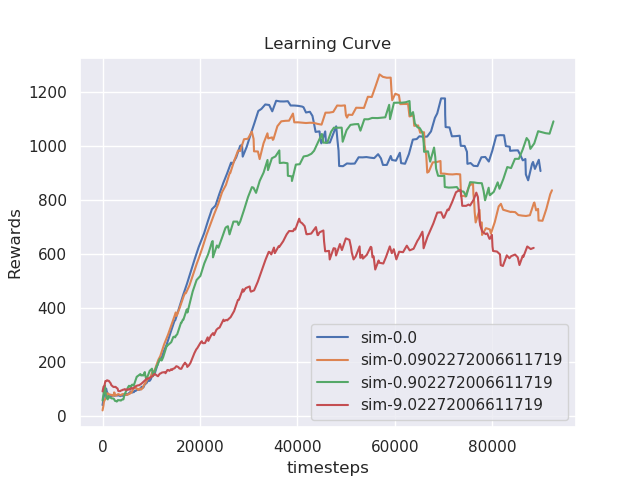 Learning Curve
Rewards
1200
1000
800
600
400
200
0
0 20000 40000 60000 80000
timesteps
sim-0.0
sim-0.0902272006611719
sim-0.902272006611719
sim-9.02272006611719